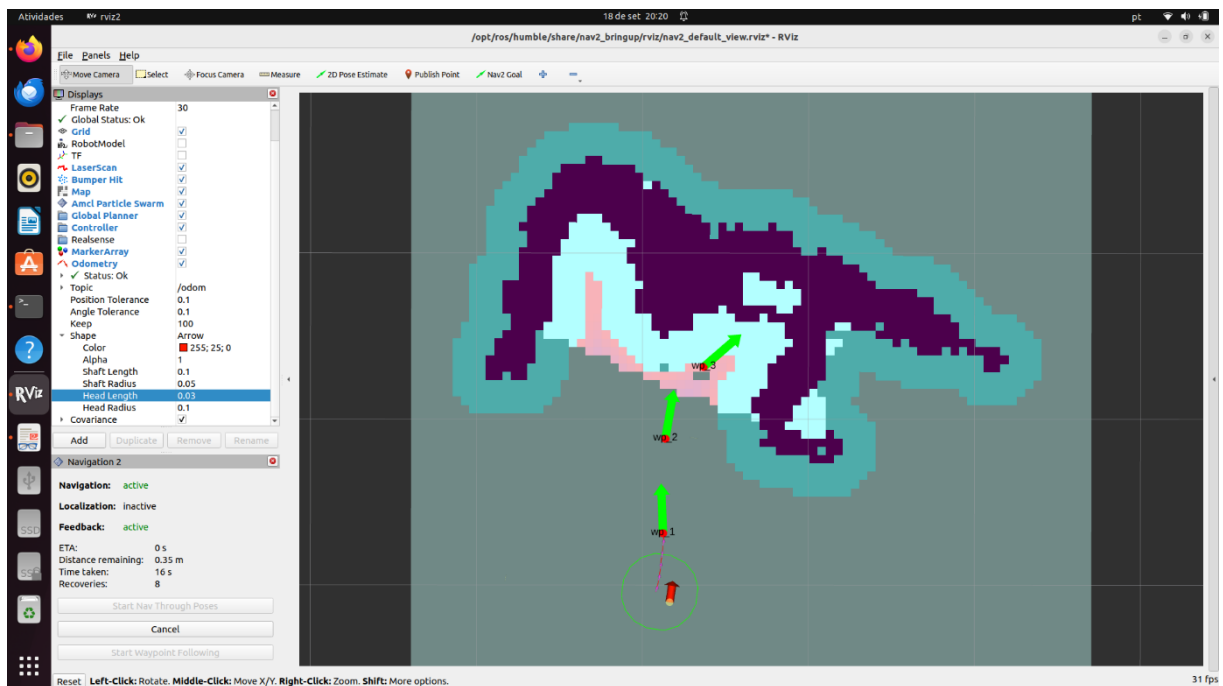 Atividades RViz rviz2 18 de set 20:20 pt
/opt/ros/humble/share/nav2_bringup/rviz/nav2_default_view.rviz* - RViz
File Panels Help
Move Camera Select Focus Camera Measure 2D Pose Estimate Publish Point Nav2 Goal
Displays
Frame Rate 30
Global Status: Ok
Grid
RobotModel
TF
LaserScan
Bumper Hit
Map
Amcl Particle Swarm
Global Planner
Controller
Realsense
MarkerArray
Odometry
Status: Ok
Topic /odom
Position Tolerance 0.1
Angle Tolerance 0.1
Keep 100
Shape Arrow
Color 255; 25; 0
Alpha 1
Shaft Length 0.1
Shaft Radius 0.05
Head Length 0.03
Head Radius 0.1
Covariance
Add Duplicate Remove Rename
Navigation 2
Navigation: active
Localization: inactive
Feedback: active
ETA: 0 s
Distance remaining: 0.35 m
Time taken: 16 s
Recoveries: 8
Start Nav Through Poses
Cancel
Start Waypoint Following
Reset Left-Click: Rotate. Middle-Click: Move X/Y. Right-Click: Zoom. Shift: More options. 31 fps
wp_3
wp_2
wp_1
RViz
SSD